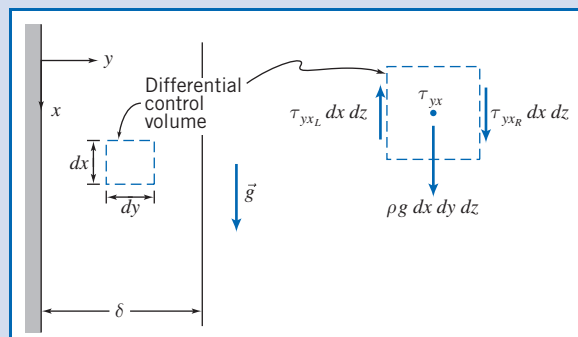 y
x
Differential
control
volume
dx
dy
δ
g⃗
τyxL dx dz
τyx
τyxR dx dz
ρg dx dy dz